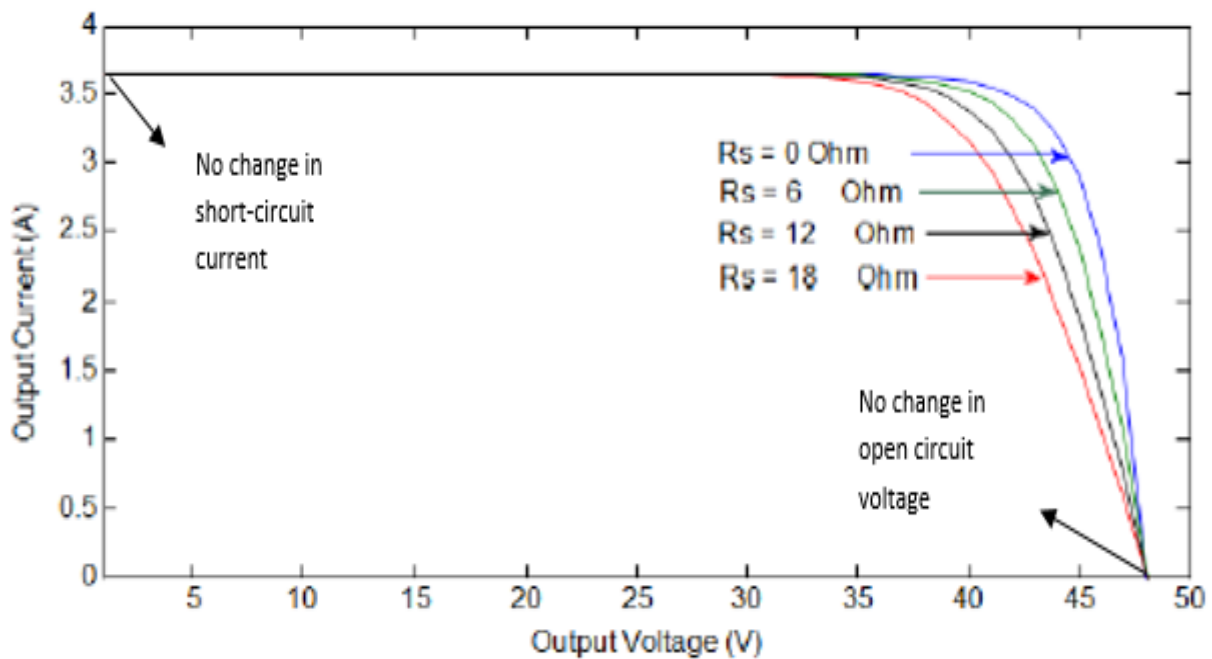 4
3.5
3
2.5
2
1.5
1
0.5
0
Output Current (A)
No change in
short-circuit
current
Rs = 0 Ohm
Rs = 6 Ohm
Rs = 12 Ohm
Rs = 18 Ohm
No change in
open circuit
voltage
5 10 15 20 25 30 35 40 45 50
Output Voltage (V)